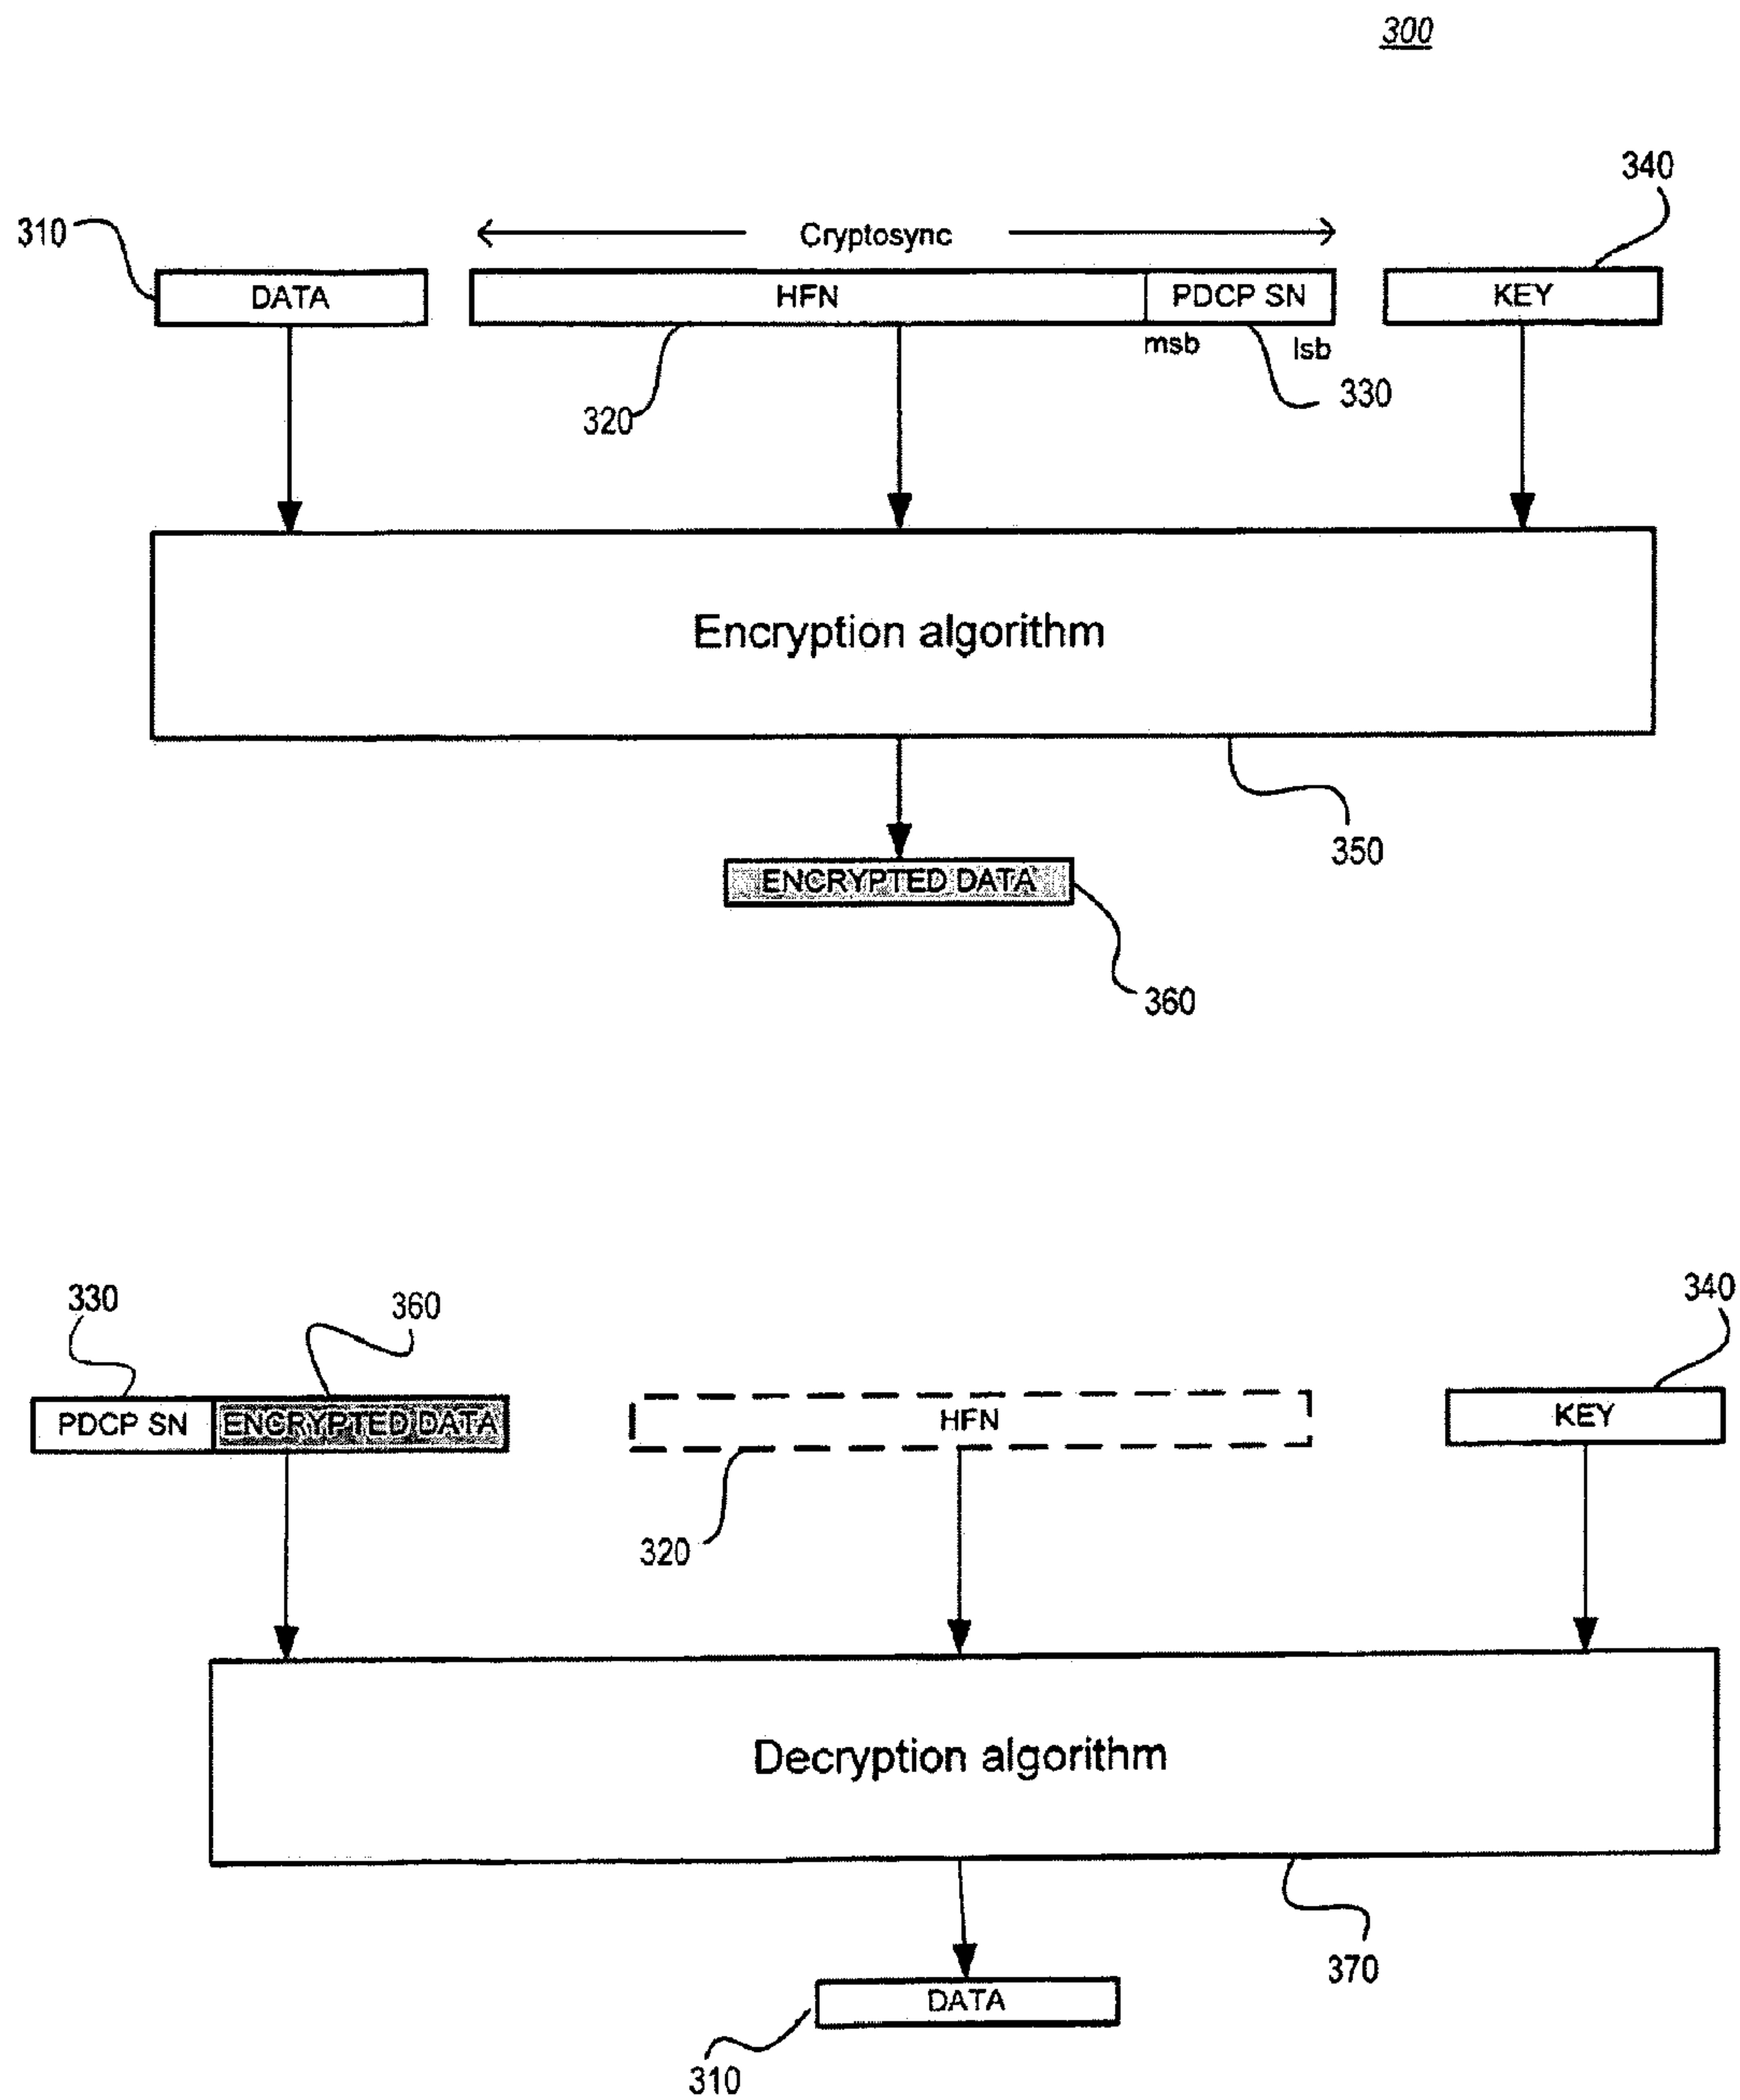 300
340
310
Cryptosync
DATA
HFN
PDCP SN
KEY
msb
lsb
320
330
Encryption algorithm
350
ENCRYPTED DATA
360
330
360
340
PDCP SN
ENCRYPTED DATA
HFN
KEY
320
Decryption algorithm
370
DATA
310